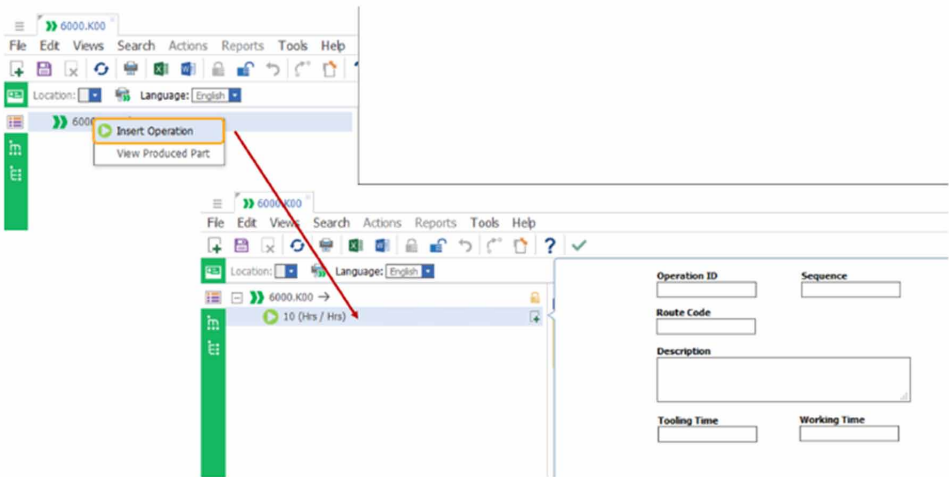 6000.K00
File Edit Views Search Actions Reports Tools Help
Location: Language: English
Insert Operation
View Produced Part
6000.K00
File Edit Views Search Actions Reports Tools Help
Location: Language: English
6000.K00
10 (Hrs / Hrs)
Operation ID Sequence
Route Code
Description
Tooling Time Working Time